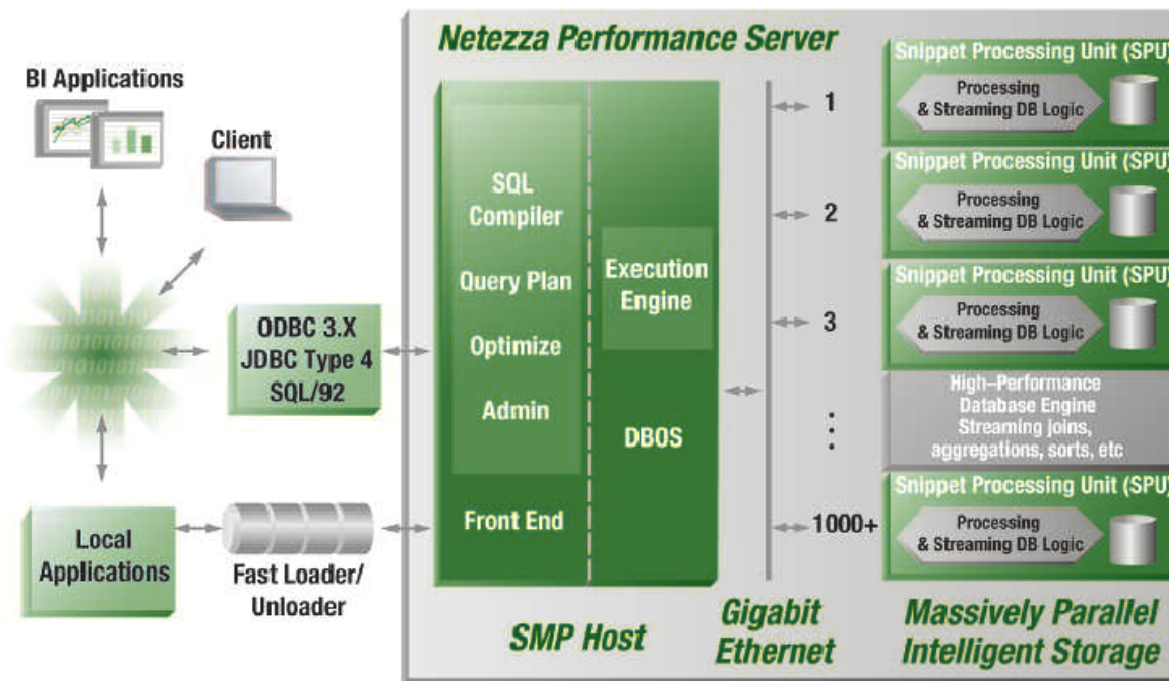 Netezza Performance Server
BI Applications
Client
ODBC 3.X
JDBC Type 4
SQL/92
Local
Applications
Fast Loader/
Unloader
SQL
Compiler
Query Plan
Optimize
Admin
Front End
Execution
Engine
DBOS
SMP Host
1
2
3
1000+
Gigabit
Ethernet
Snippet Processing Unit (SPU)
Processing
& Streaming DB Logic
Snippet Processing Unit (SPU)
Processing
& Streaming DB Logic
Snippet Processing Unit (SPU)
Processing
& Streaming DB Logic
High-Performance
Database Engine
Streaming joins,
aggregations, sorts, etc
Snippet Processing Unit (SPU)
Processing
& Streaming DB Logic
Massively Parallel
Intelligent Storage